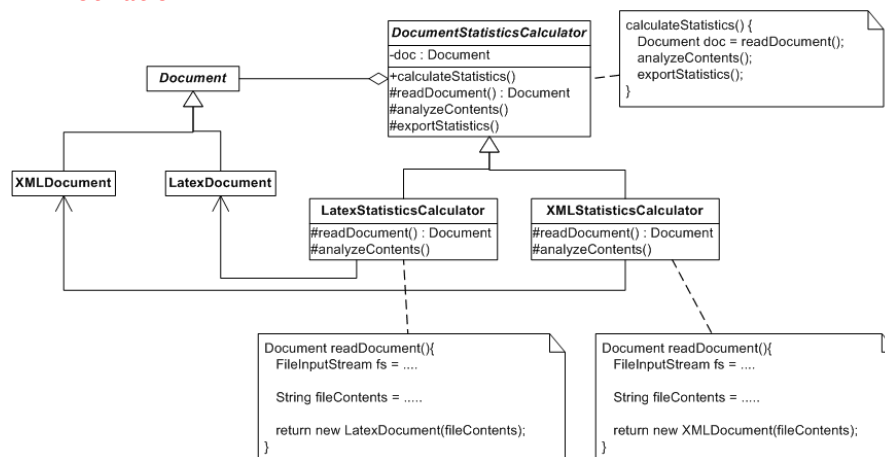 DocumentStatisticsCalculator
-doc : Document
+calculateStatistics()
#readDocument() : Document
#analyzeContents()
#exportStatistics()
calculateStatistics() {
Document doc = readDocument();
analyzeContents();
exportStatistics();
}
Document
XMLDocument
LatexDocument
LatexStatisticsCalculator
#readDocument() : Document
#analyzeContents()
XMLStatisticsCalculator
#readDocument() : Document
#analyzeContents()
Document readDocument(){
FileInputStream fs = ....
String fileContents = .....
return new LatexDocument(fileContents);
}
Document readDocument(){
FileInputStream fs = ....
String fileContents = .....
return new XMLDocument(fileContents);
}